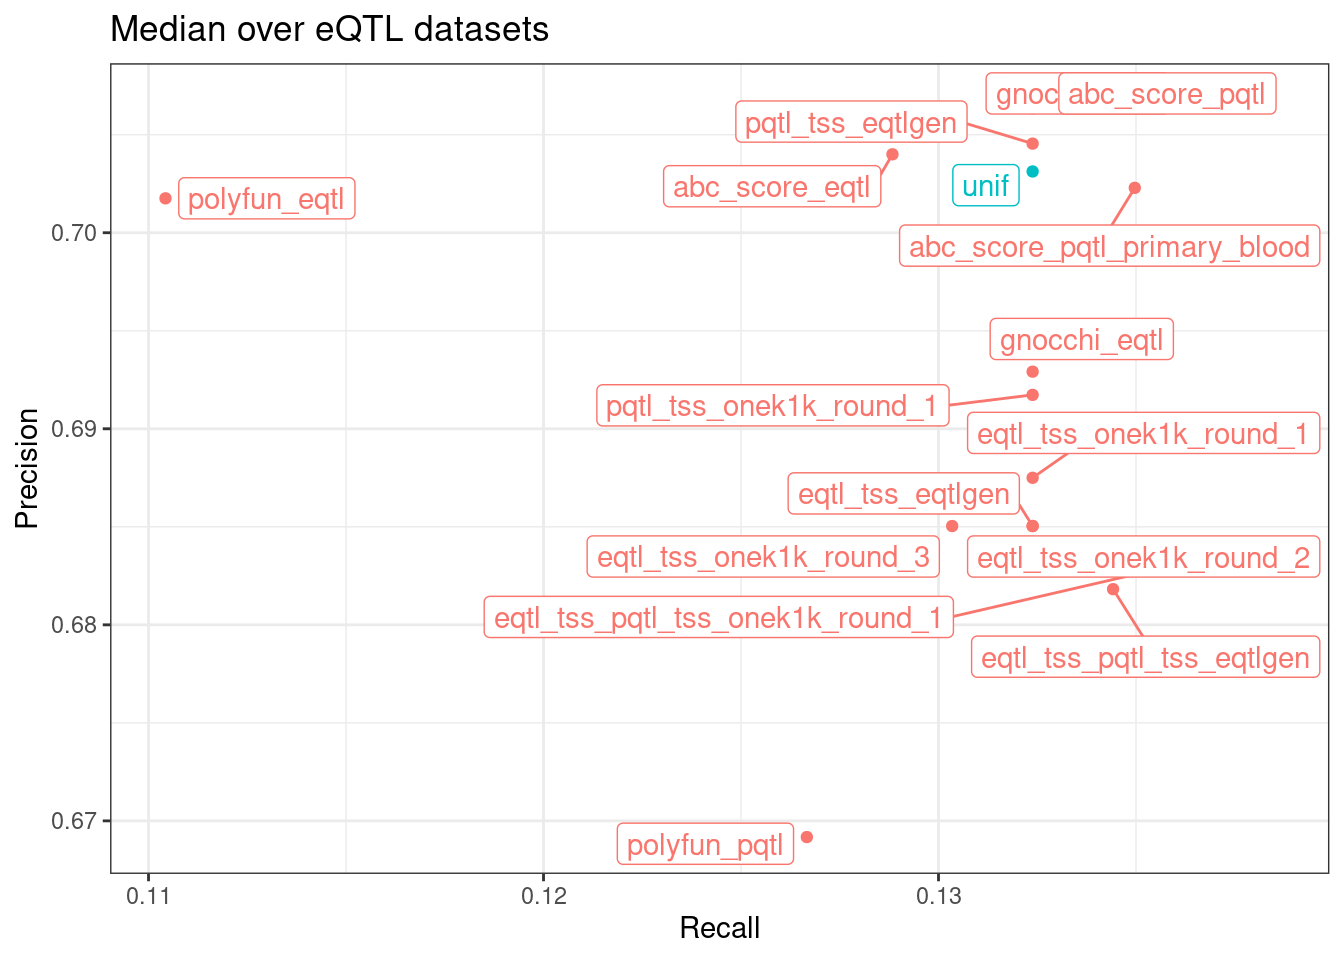 Median over eQTL datasets
gnoc
abc_score_pqtl
pqtl_tss_eqtlgen
abc_score_eqtl
unif
polyfun_eqtl
abc_score_pqtl_primary_blood
gnocchi_eqtl
pqtl_tss_onek1k_round_1
eqtl_tss_onek1k_round_1
eqtl_tss_eqtlgen
eqtl_tss_onek1k_round_3
eqtl_tss_onek1k_round_2
eqtl_tss_pqtl_tss_onek1k_round_1
eqtl_tss_pqtl_tss_eqtlgen
polyfun_pqtl
0.70
0.69
0.68
0.67
Precision
0.11
0.12
0.13
Recall